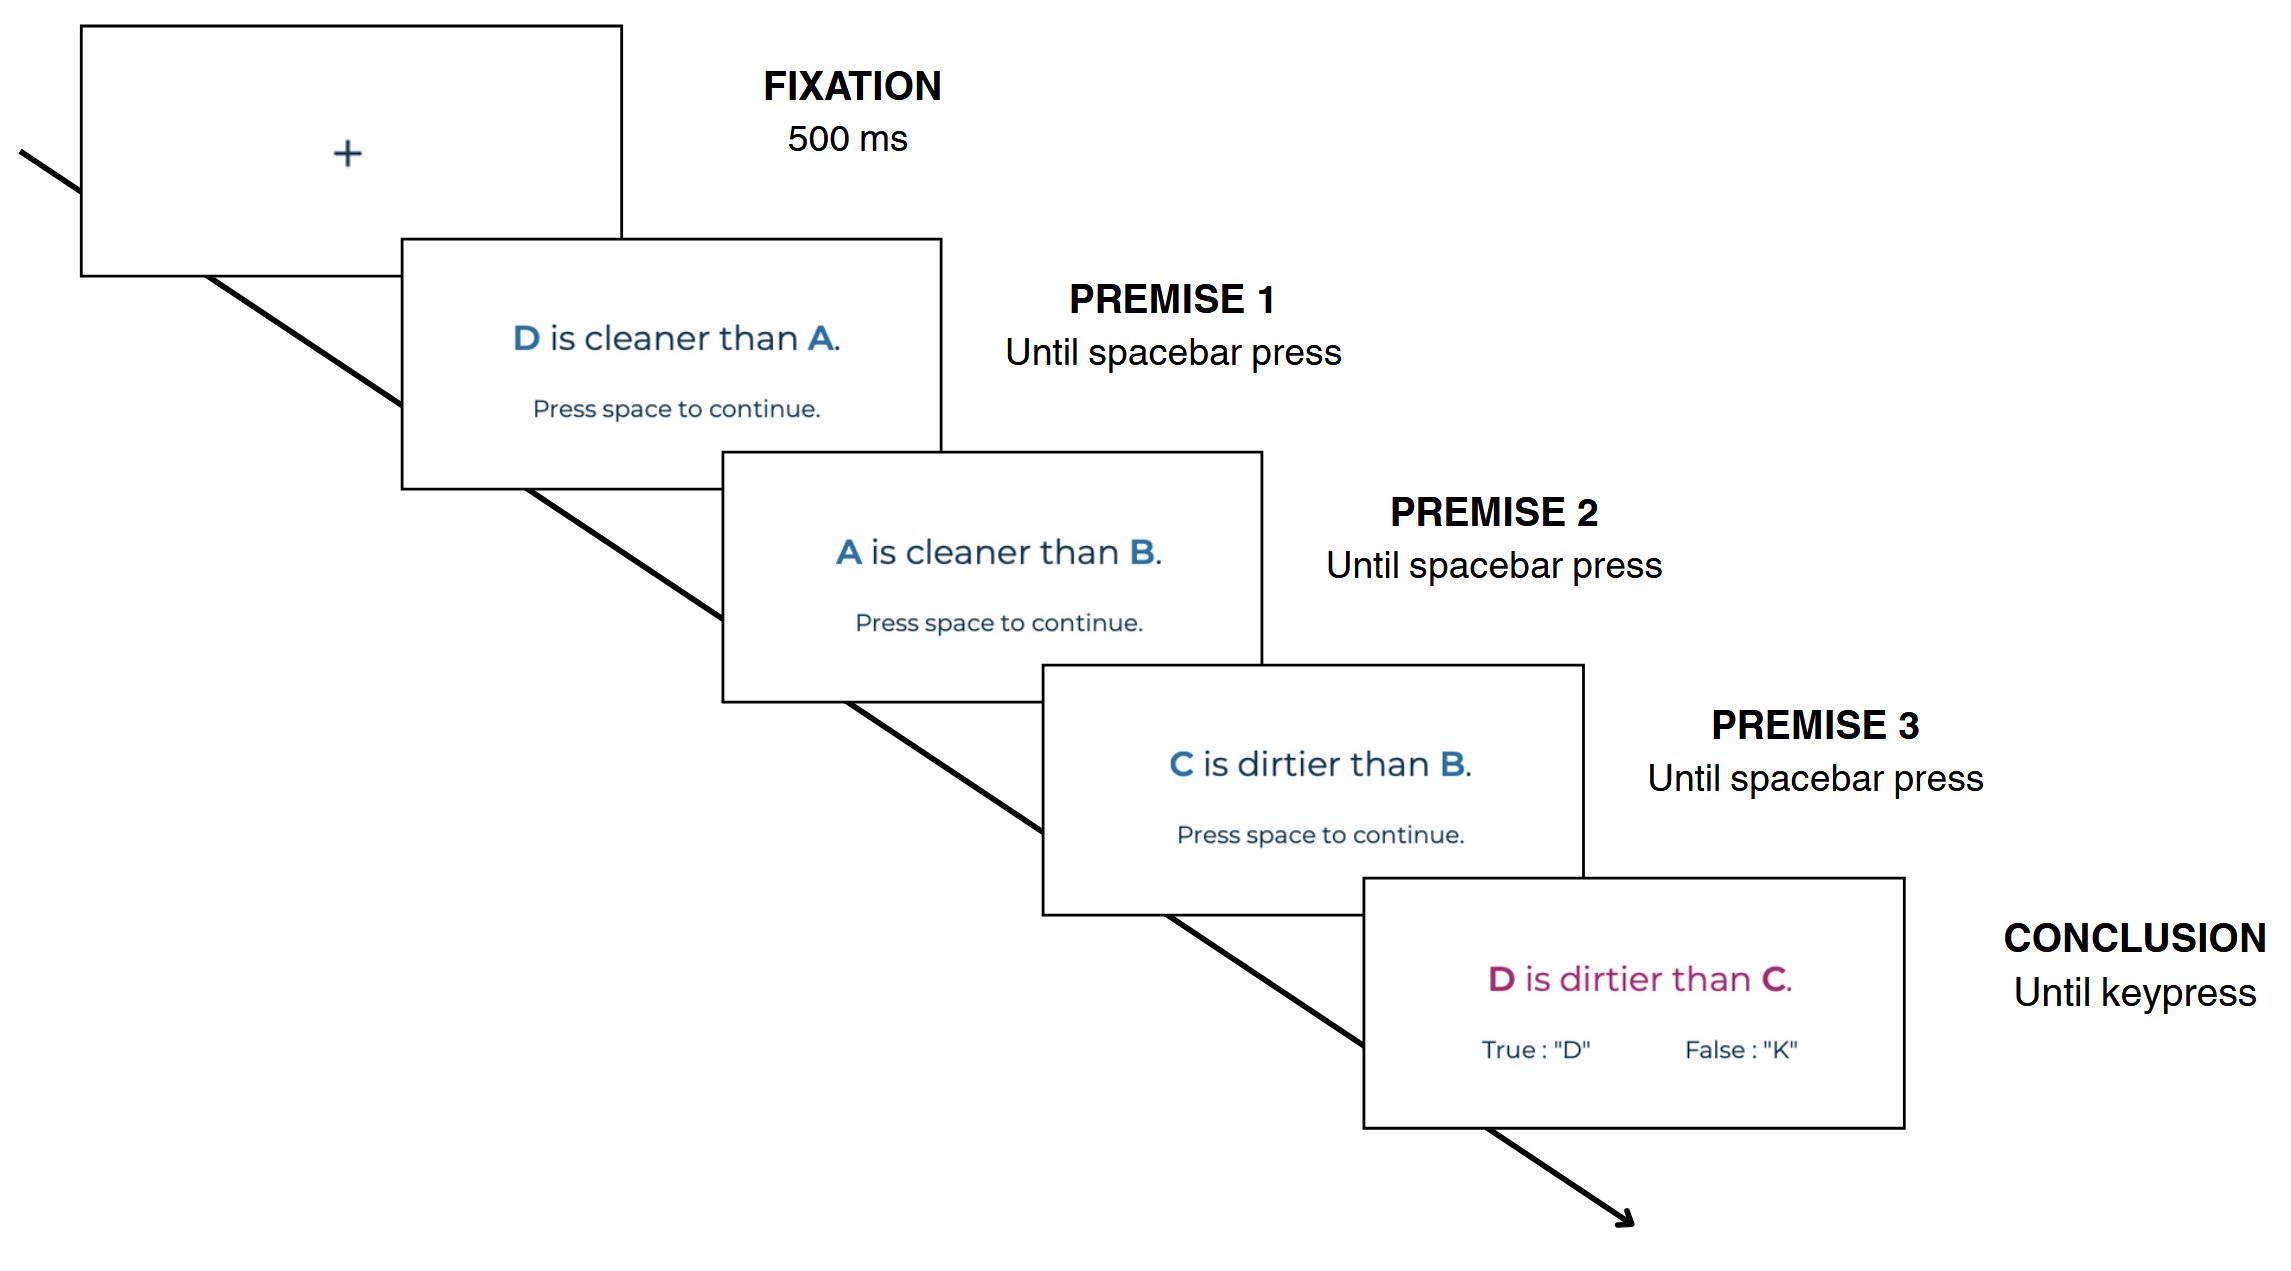 +
FIXATION
500 ms
D is cleaner than A.
Press space to continue.
PREMISE 1
Until spacebar press
A is cleaner than B.
Press space to continue.
PREMISE 2
Until spacebar press
C is dirtier than B.
Press space to continue.
PREMISE 3
Until spacebar press
D is dirtier than C.
True : "D" False : "K"
CONCLUSION
Until keypress